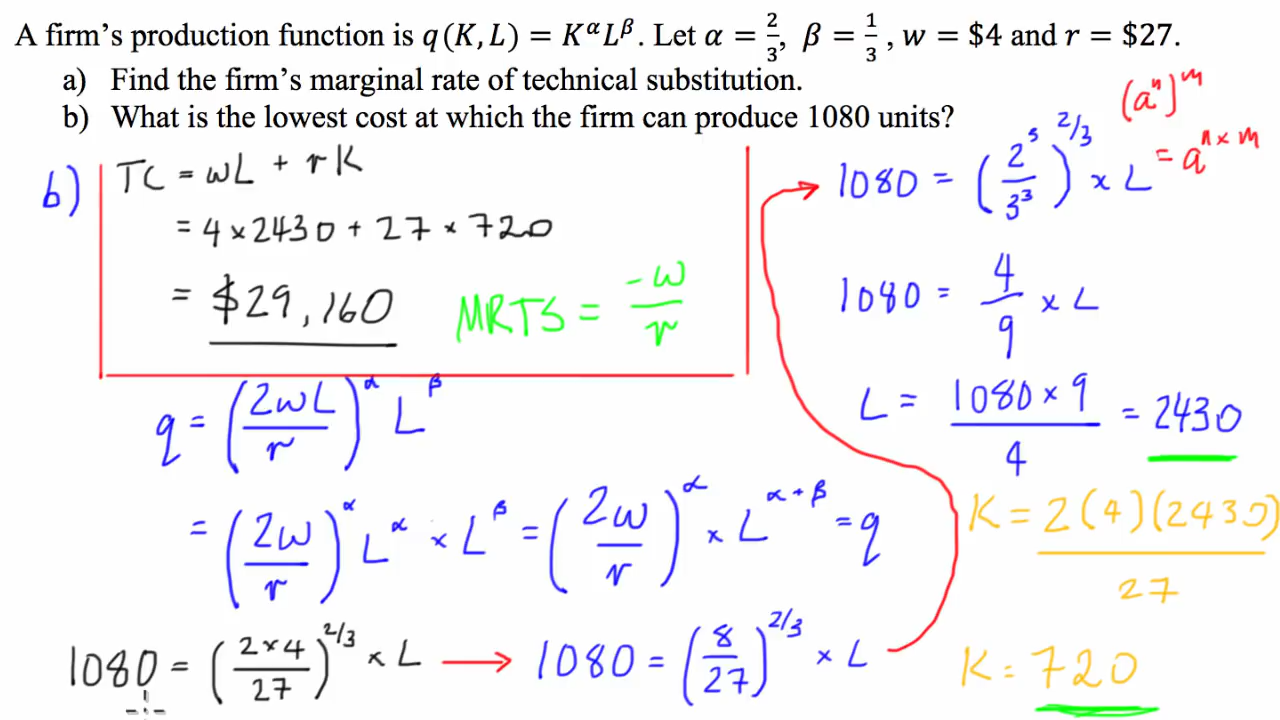 A firm's production function is q(K, L) = K^α L^β. Let α = 2/3, β = 1/3, w = $4 and r = $27.
a) Find the firm's marginal rate of technical substitution.
b) What is the lowest cost at which the firm can produce 1080 units?
(a^n)^m
= a^(n×m)
b)
TC = wL + rK
= 4 × 2430 + 27 × 720
= $29,160
MRTS = -w/r
q = (2wL/r)^α L^β
= (2w/r)^α L^α × L^β = (2w/r)^α × L^(α+β) = q
1080 = (2×4/27)^(2/3) × L → 1080 = (8/27)^(2/3) × L
1080 = (2^3/3^3)^(2/3) × L
1080 = 4/9 × L
L = 1080 × 9/4 = 2430
K = 2(4)(2430)/27
K = 720